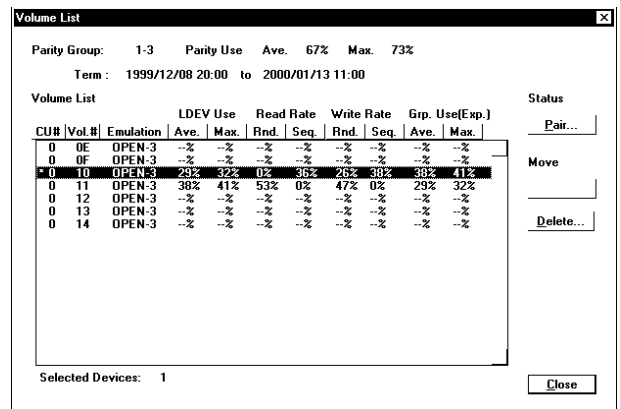 Volume List
Parity Group: 1-3 Parity Use Ave. 67% Max. 73%
Term : 1999/12/08 20:00 to 2000/01/13 11:00
Volume List
Status
LDEV Use Read Rate Write Rate Grp. Use(Exp.)
CU# Vol.# Emulation Ave. Max. Rnd. Seq. Rnd. Seq. Ave. Max.
Pair...
0 0E OPEN-3 --% --% --% --% --% --% --% --%
0 0F OPEN-3 --% --% --% --% --% --% --% --%
Move
* 0 10 OPEN-3 29% 32% 0% 36% 26% 38% 38% 41%
0 11 OPEN-3 38% 41% 53% 0% 47% 0% 29% 32%
0 12 OPEN-3 --% --% --% --% --% --% --% --%
0 13 OPEN-3 --% --% --% --% --% --% --% --%
0 14 OPEN-3 --% --% --% --% --% --% --% --%
Delete...
Selected Devices: 1
Close